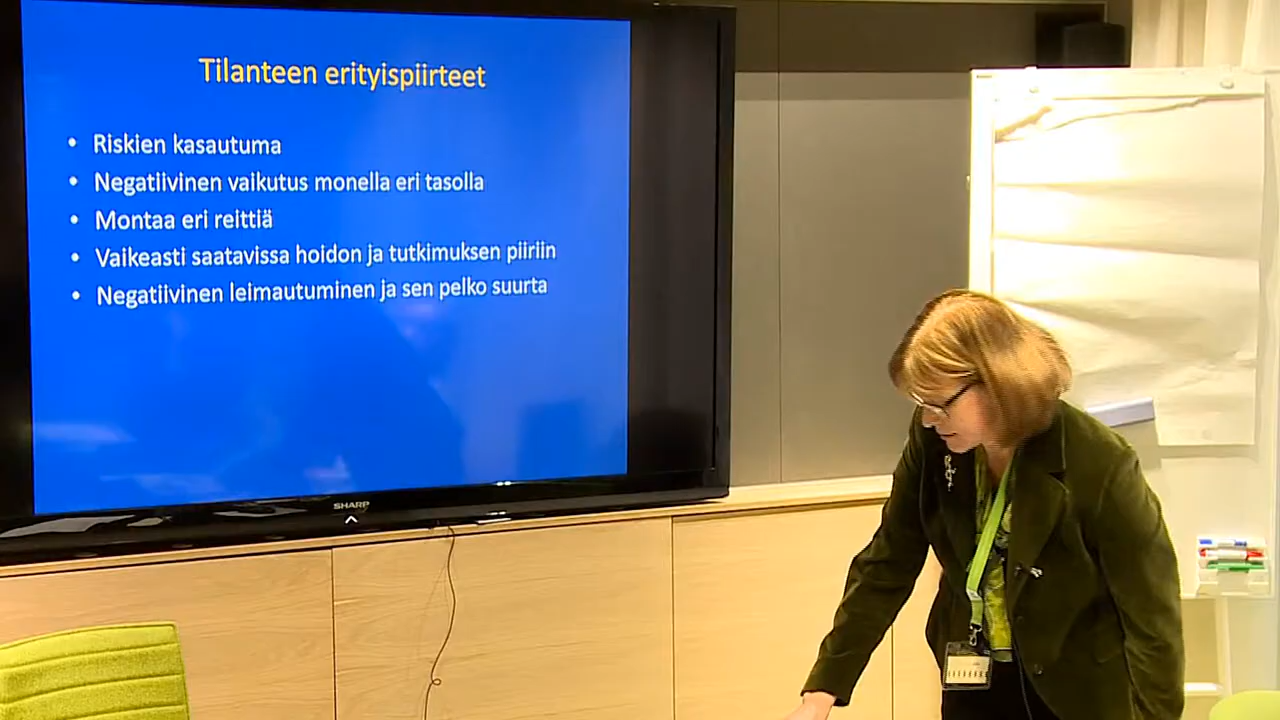 Tilanteen erityispiirteet
• Riskien kasautuma
• Negatiivinen vaikutus monella eri tasolla
• Montaa eri reittiä
• Vaikeasti saatavissa hoidon ja tutkimuksen piiriin
• Negatiivinen leimautuminen ja sen pelko suurta
SHARP